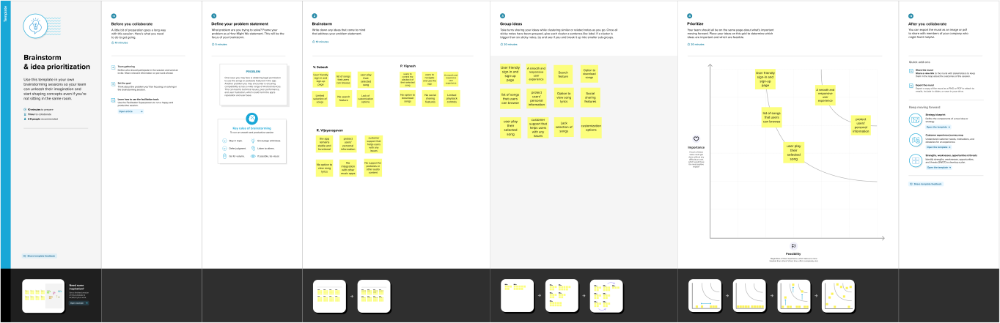 Template
Brainstorm
& idea prioritization
Use this template in your own
brainstorming sessions so your team
can unleash their imagination and
start shaping concepts even if you're
not sitting in the same room.
10 minutes to prepare
1 hour to collaborate
2-8 people recommended
Share template feedback
Need some
inspiration?
Before you collaborate
A little bit of preparation goes a long way
with this session. Here's what you need
to do to get going.
10 minutes
Team gathering
Define who should participate in the session and send an
invite. Share relevant information or pre-work ahead.
Set the goal
Think about the problem you'll be focusing on solving in
the brainstorming session.
Learn how to use the facilitation tools
Use the Facilitation Superpowers to run a happy and
productive session.
Open article
1
Define your problem statement
What problem are you trying to solve? Frame your
problem as a How Might We statement. This will be the
focus of your brainstorm.
5 minutes
PROBLEM
Key rules of brainstorming
To run an smooth and productive session
Stay in topic.
Encourage wild ideas.
Defer judgment.
Listen to others.
Go for volume.
If possible, be visual.
2
Brainstorm
Write down any ideas that come to mind
that address your problem statement.
10 minutes
V. Subash
User friendly
sign-in and
sign-up
page
list of songs
that users
can browse
user play
their
selected
song
Limited
selection of
songs
No search
feature
Lack of
customization
options
P. Vignesh
users to
control the
playback of
their selected
songs
users to
navigate
and use the
app
A smooth and
responsive
user
experience
No option to
download
songs
No social
sharing
features
Limited
playback
controls
R. Vijayaragavan
the app
remains
stable and
functional
protect
users'
personal
information
customer
support that
helps users
with any
issues
No option to
view song
lyrics
No
integration
with other
music apps
No support for
podcasts or
other audio
content
3
Group ideas
Take turns sharing your ideas while clustering similar or related notes as you go. Once all
sticky notes have been grouped, give each cluster a sentence-like label. If a cluster is
bigger than six sticky notes, try and see if you and break it up into smaller sub-groups.
20 minutes
User friendly
sign-in and
sign-up
page
A smooth and
responsive
user
experience
Search
feature
Option to
download
songs
list of songs
that users
can browse
protect
users'
personal
information
Option to
view song
lyrics
Social
sharing
features
user play
their
selected
song
customer
support that
helps users
with any
issues
Lack
selection of
songs
customization
options
4
Prioritize
Your team should all be on the same page about what's important
moving forward. Place your ideas on this grid to determine which
ideas are important and which are feasible.
20 minutes
User friendly
sign-in and
sign-up
page
A smooth and
responsive
user
experience
list of songs
that users
can browse
protect
users'
personal
information
user play
their
selected
song
Importance
Feasibility
After you collaborate
You can export the mural as an image or pdf
to share with members of your company who
might find it helpful.
Quick add-ons
Share the mural
Share a view link to the mural with stakeholders to keep
them in the loop about the outcomes of the session.
Export the mural
Export a copy of the mural as a PNG or PDF to attach to
emails, include in slides, or save in your drive.
Keep moving forward
Strategy blueprint
Define the components of a new idea or
strategy.
Open the template
Customer experience journey map
Understand customer needs, motivations, and
obstacles for an experience.
Open the template
Strengths, weaknesses, opportunities & threats
Identify strengths, weaknesses, opportunities,
and threats (SWOT) to develop a plan.
Open the template
Share template feedback